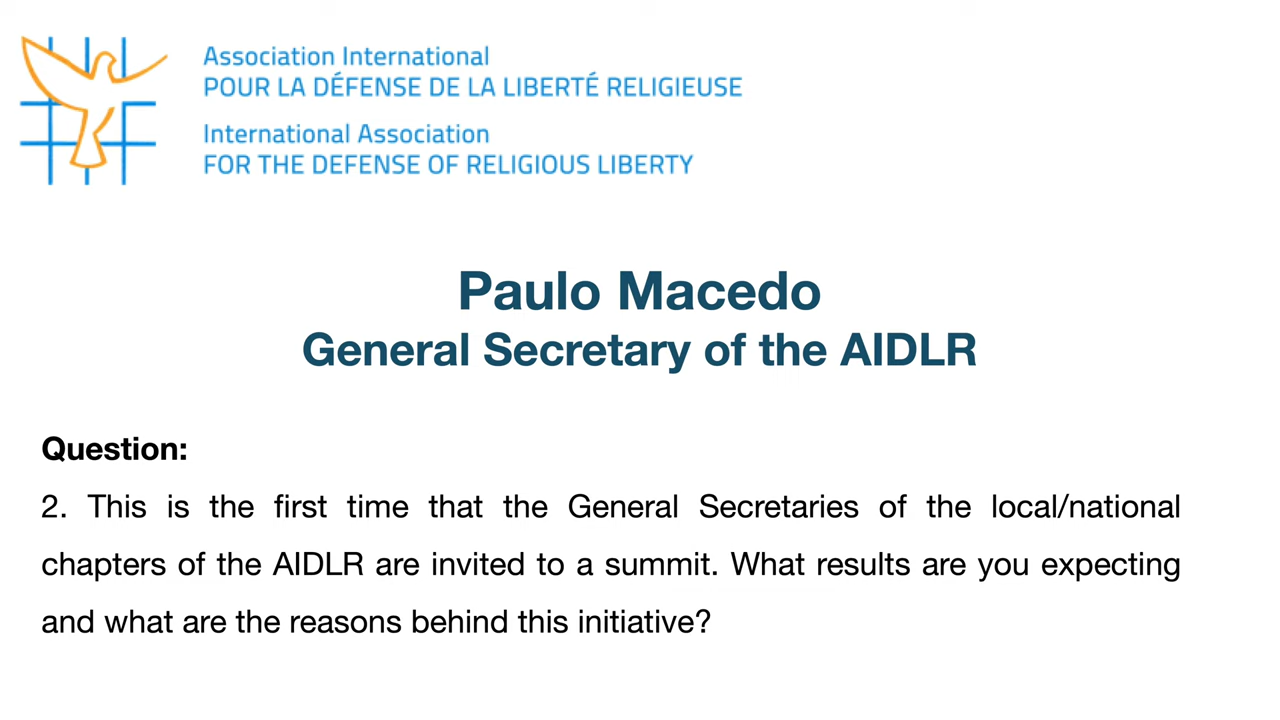 Association International
POUR LA DÉFENSE DE LA LIBERTÉ RELIGIEUSE
International Association
FOR THE DEFENSE OF RELIGIOUS LIBERTY
Paulo Macedo
General Secretary of the AIDLR
Question:
2. This is the first time that the General Secretaries of the local/national
chapters of the AIDLR are invited to a summit. What results are you expecting
and what are the reasons behind this initiative?